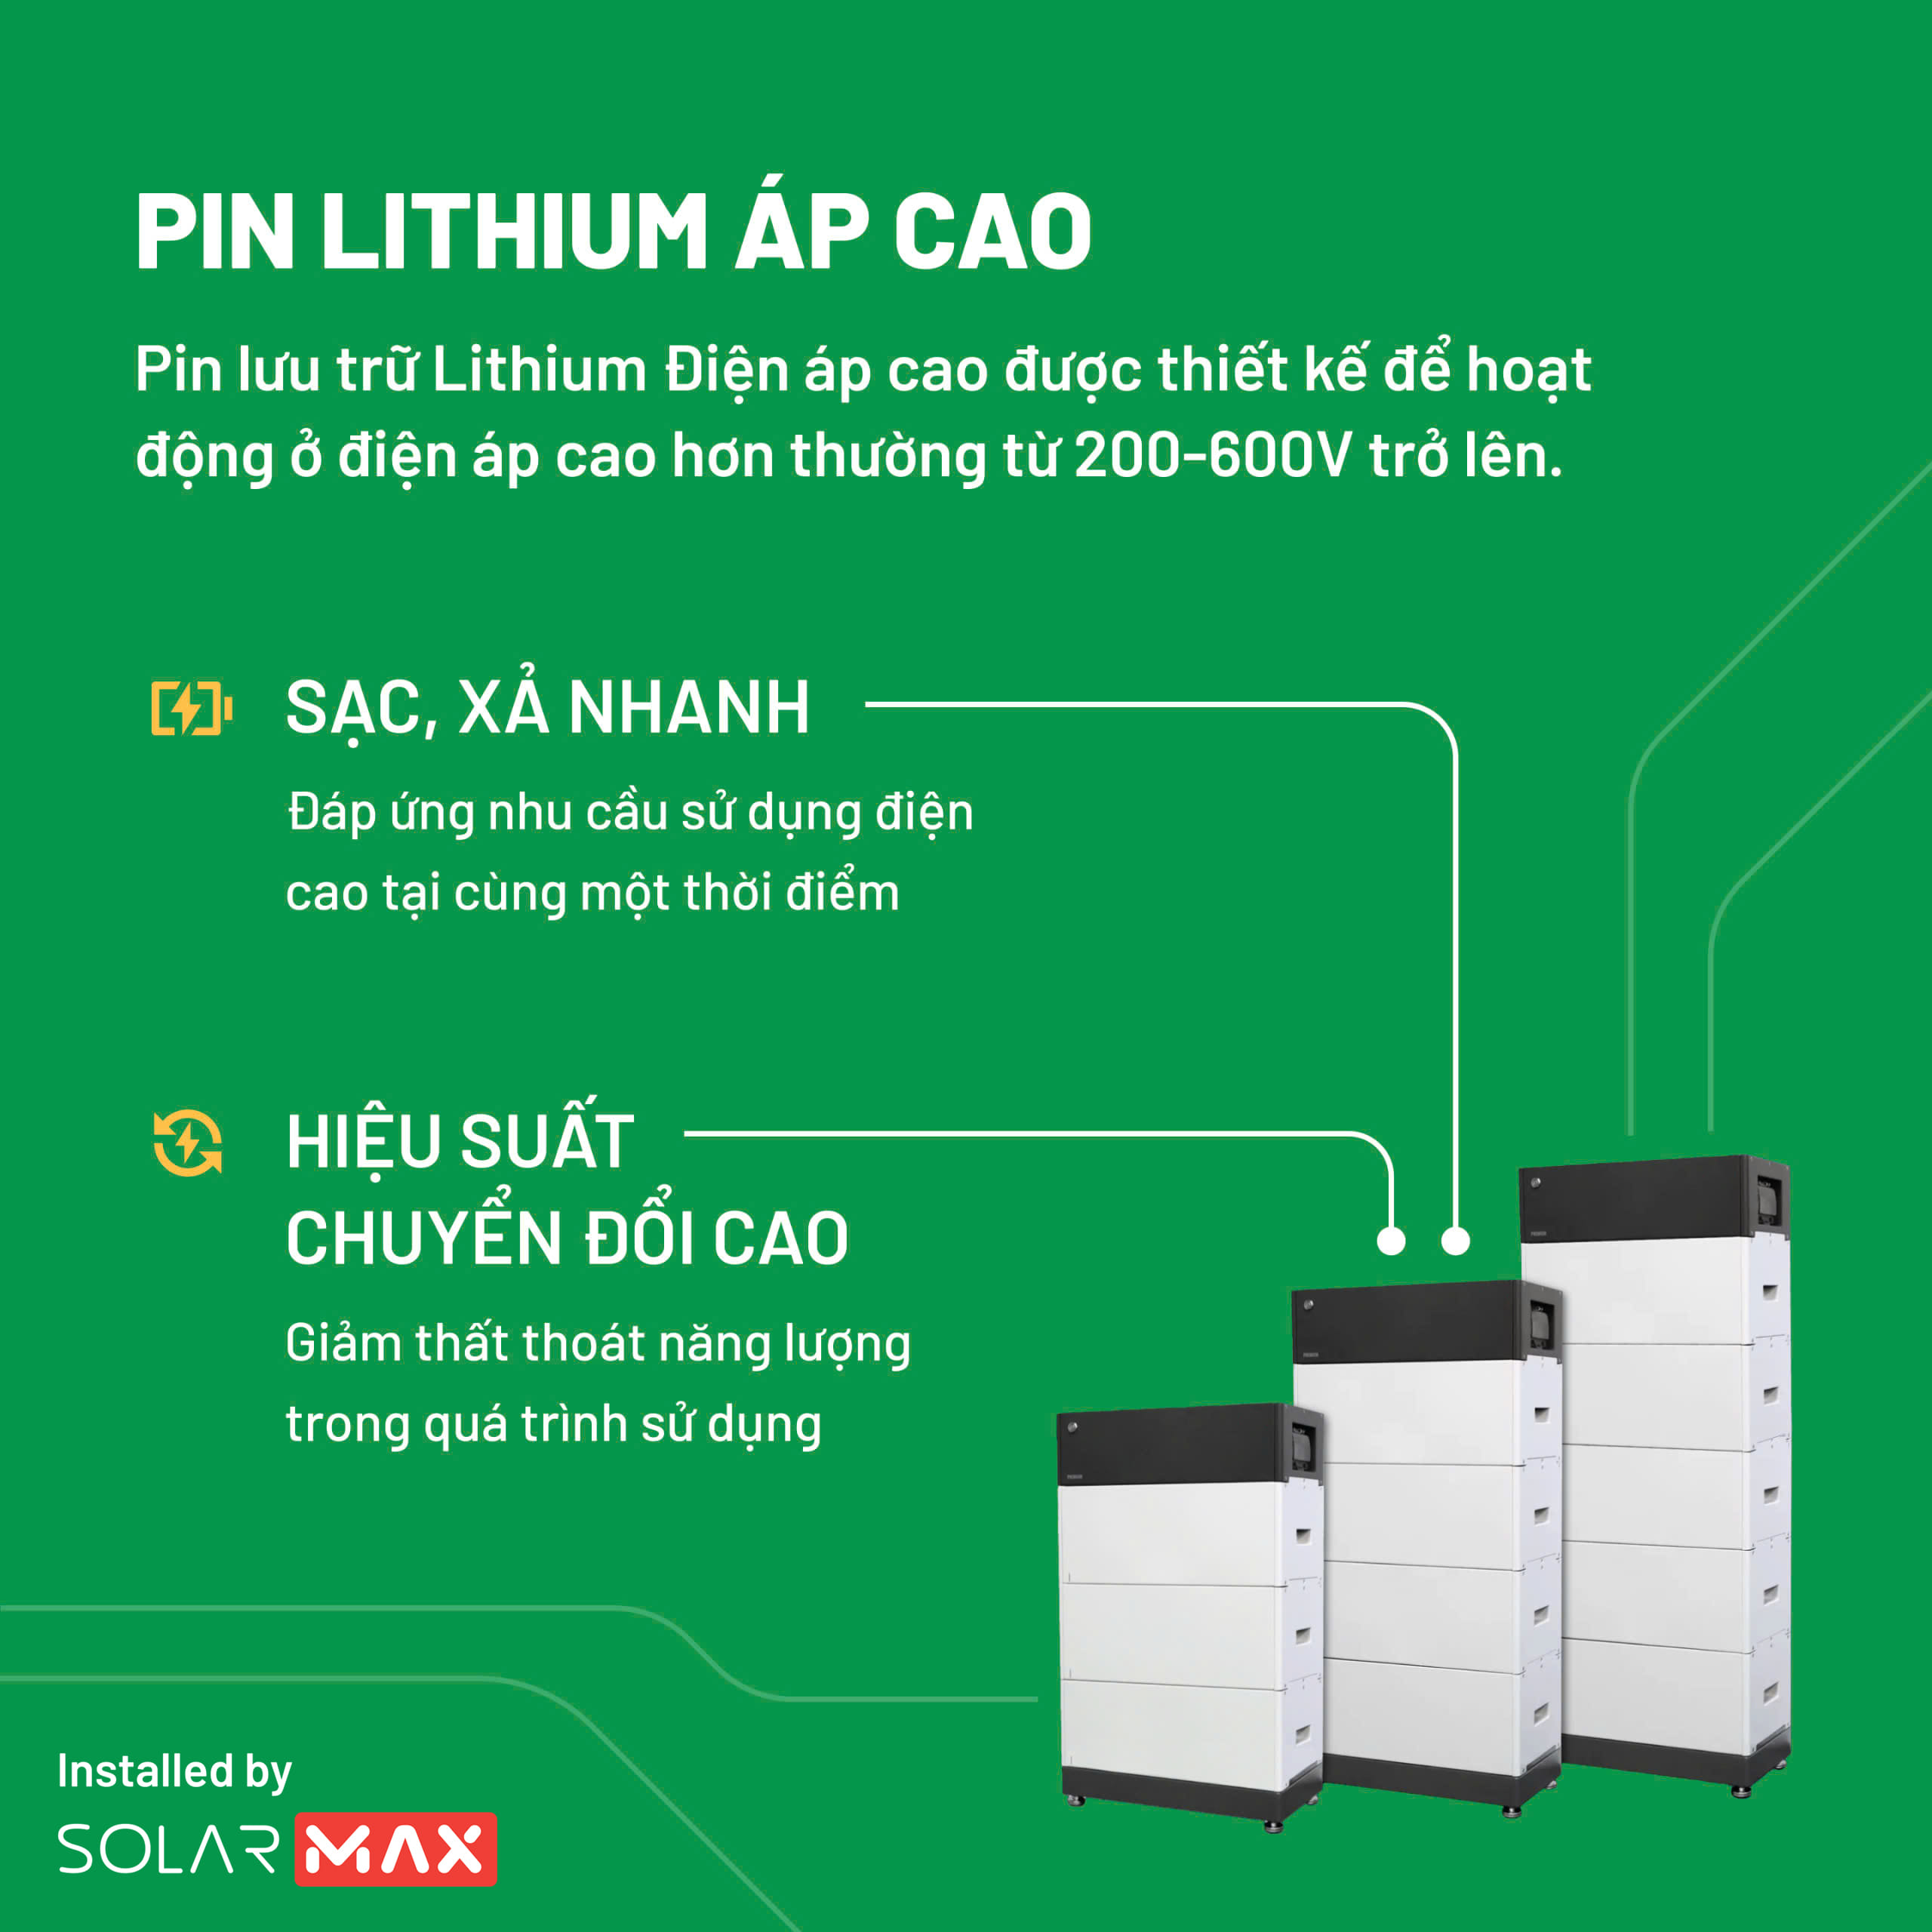 PIN LITHIUM ÁP CAO
Pin lưu trữ Lithium Điện áp cao được thiết kế để hoạt
động ở điện áp cao hơn thường từ 200-600V trở lên.
SẠC, XẢ NHANH
Đáp ứng nhu cầu sử dụng điện
cao tại cùng một thời điểm
HIỆU SUẤT
CHUYỂN ĐỔI CAO
Giảm thất thoát năng lượng
trong quá trình sử dụng
Installed by
SOLAR MAX